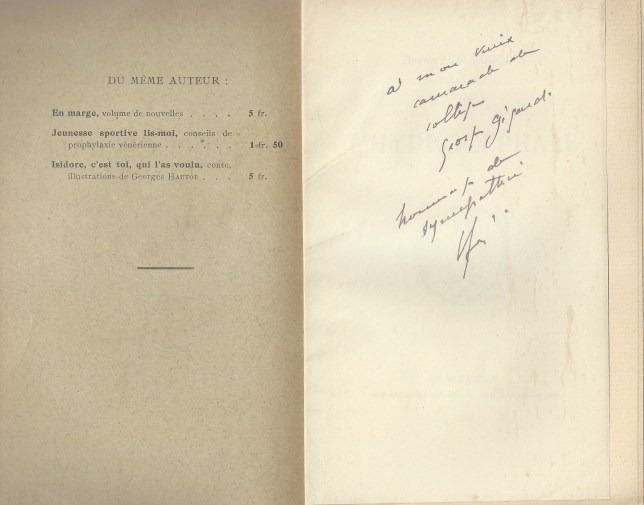 DU MÊME AUTEUR :
En marge, volume de nouvelles . . . . 5 fr.
Jeunesse sportive lis-moi, conseils de
prophylaxie vénérienne . . . . . . 1 fr. 50
Isidore, c'est toi, qui l'as voulu, conte,
illustrations de Georges HAUTOT . . . 5 fr.
à mon vieux
camarade de
collège
hommage de
sympathie